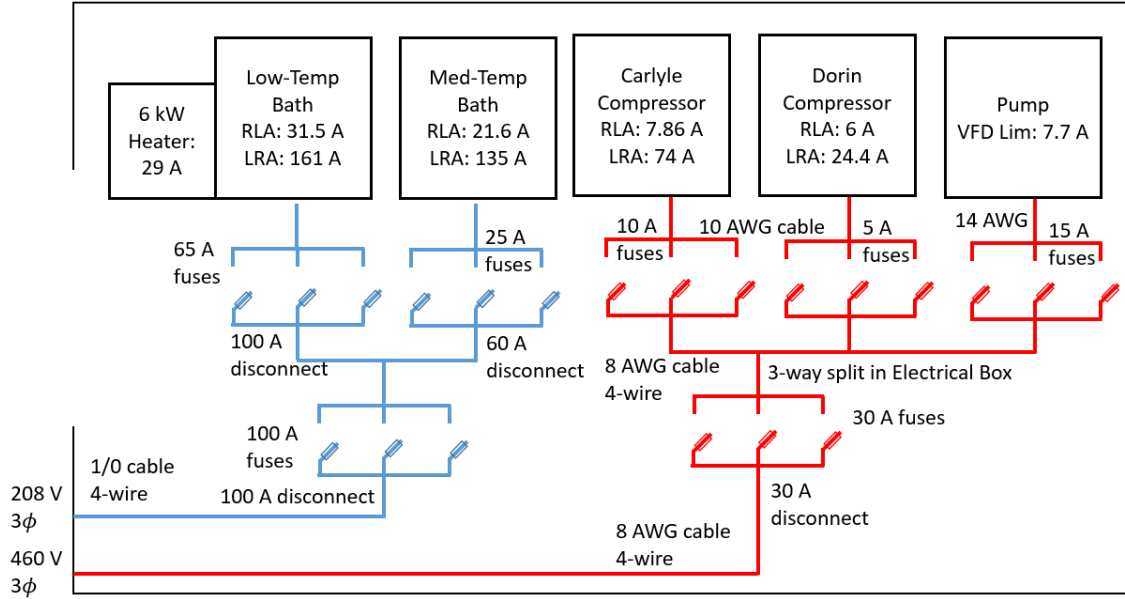 6 kW
Heater:
29 A
Low-Temp
Bath
RLA: 31.5 A
LRA: 161 A
Med-Temp
Bath
RLA: 21.6 A
LRA: 135 A
Carlyle
Compressor
RLA: 7.86 A
LRA: 74 A
Dorin
Compressor
RLA: 6 A
LRA: 24.4 A
Pump
VFD Lim: 7.7 A
65 A
fuses
25 A
fuses
10 A
fuses
10 AWG cable
5 A
fuses
14 AWG
15 A
fuses
100 A
disconnect
60 A
disconnect
8 AWG cable
4-wire
3-way split in Electrical Box
100 A
fuses
30 A fuses
1/0 cable
4-wire
100 A disconnect
30 A
disconnect
208 V
3ϕ
8 AWG cable
4-wire
460 V
3ϕ